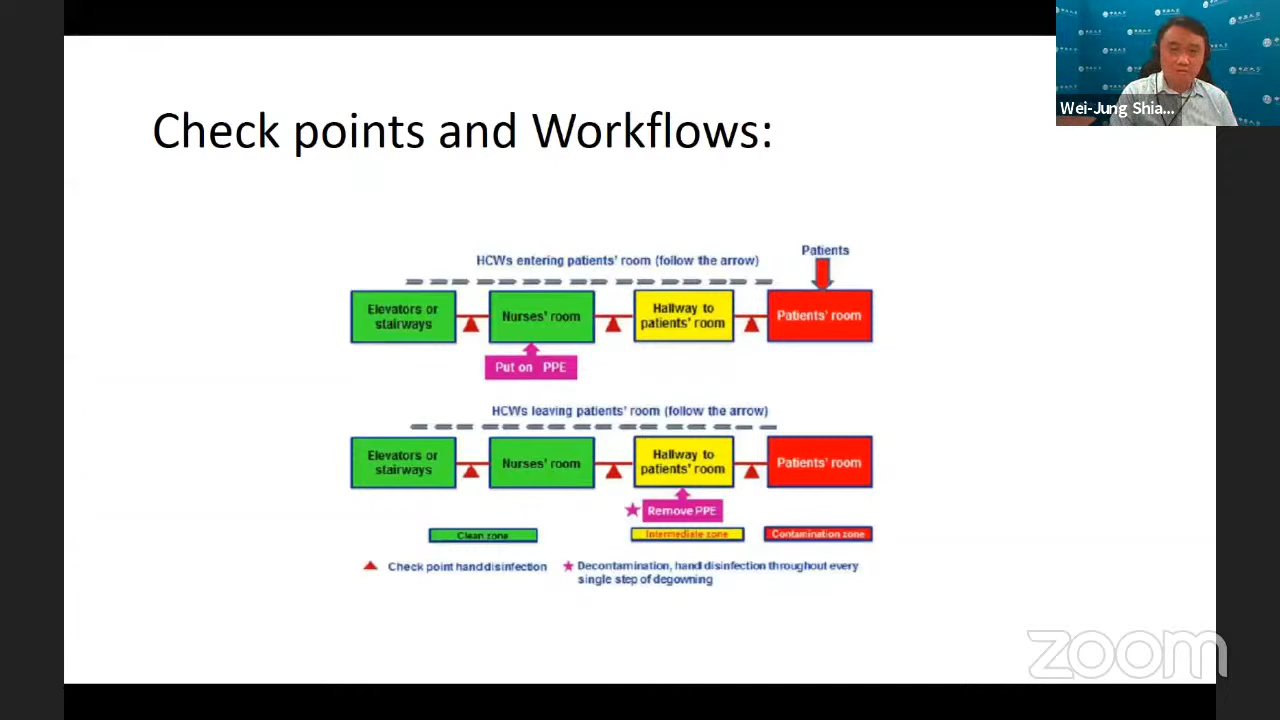 Wei-Jung Shia...
Check points and Workflows:
Patients
HCWs entering patients' room (follow the arrow)
Elevators or
stairways
Nurses' room
Hallway to
patients' room
Patients' room
Put on PPE
HCWs leaving patients' room (follow the arrow)
Elevators or
stairways
Nurses' room
Hallway to
patients' room
Patients' room
Remove PPE
Clean zone
Intermediate zone
Contamination zone
Check point hand disinfection
Decontamination, hand disinfection throughout every
single step of degowning
zoom